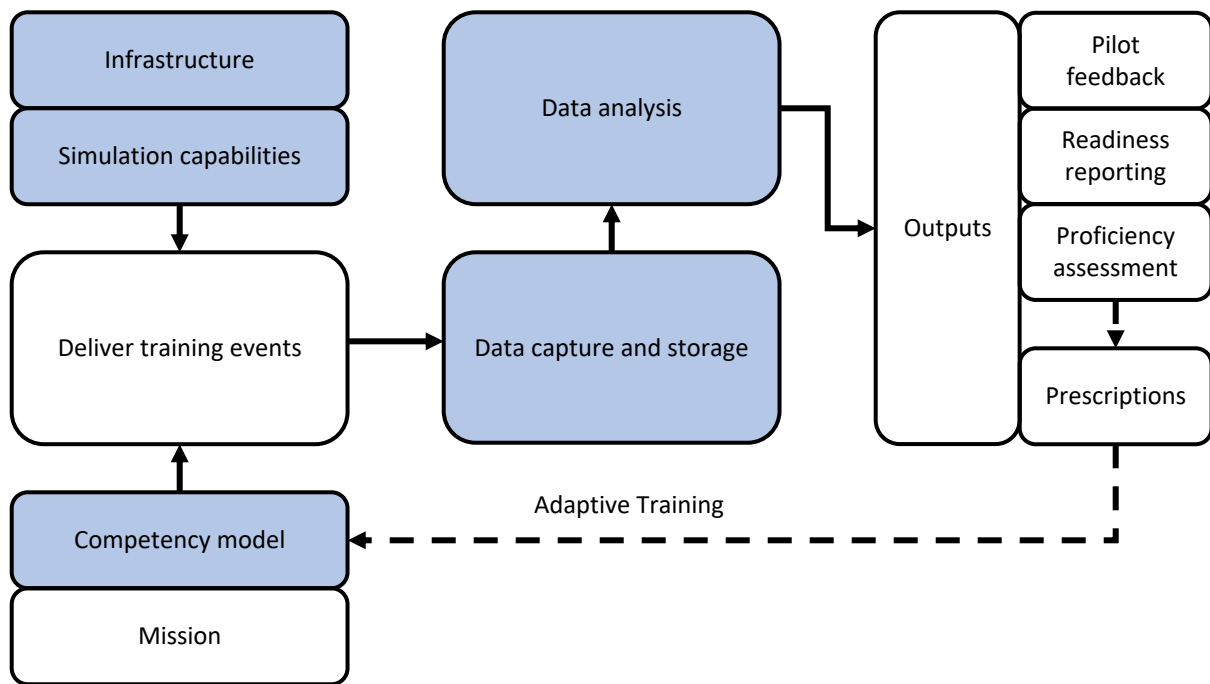 Infrastructure
Simulation capabilities
Deliver training events
Competency model
Mission
Data analysis
Data capture and storage
Adaptive Training
Outputs
Pilot
feedback
Readiness
reporting
Proficiency
assessment
Prescriptions